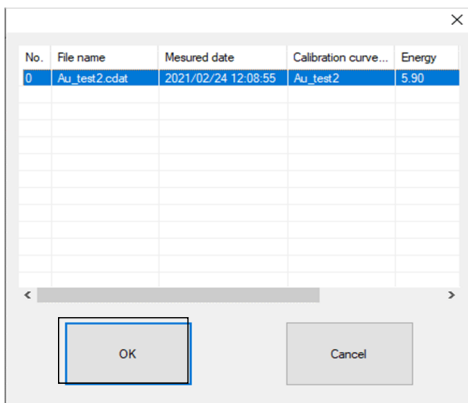 No. File name Mesured date Calibration curve... Energy
0 Au_test2.cdat 2021/02/24 12:08:55 Au_test2 5.90
OK Cancel